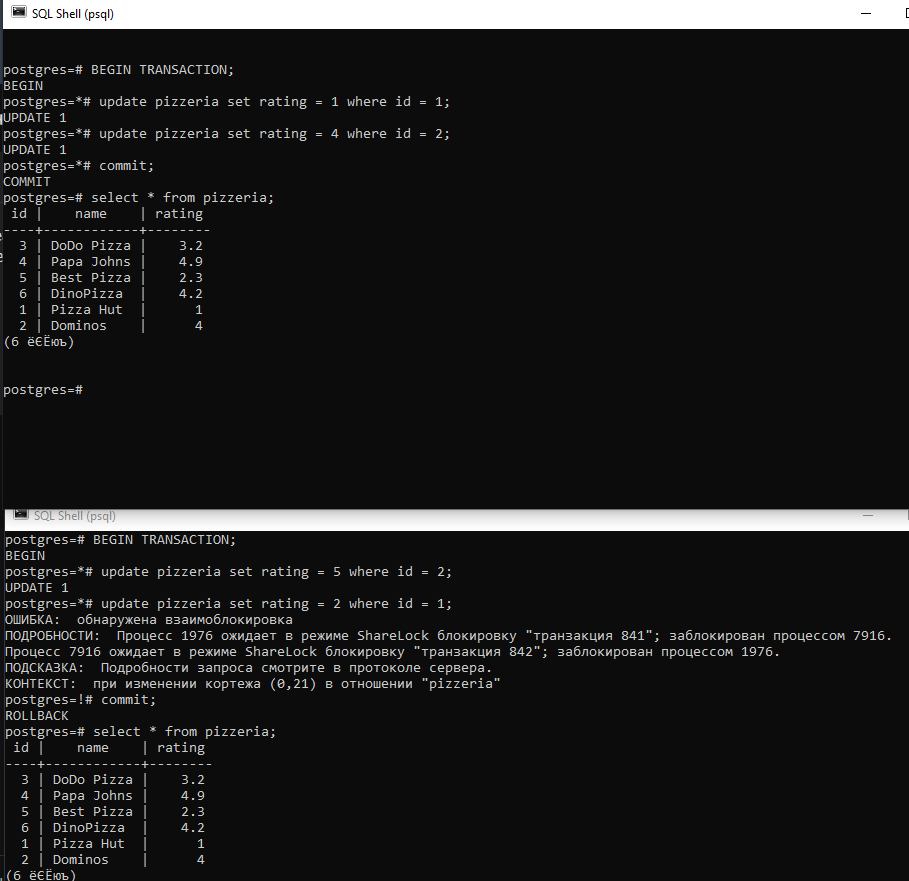 SQL Shell (psql)
postgres=# BEGIN TRANSACTION;
BEGIN
postgres=*# update pizzeria set rating = 1 where id = 1;
UPDATE 1
postgres=*# update pizzeria set rating = 4 where id = 2;
UPDATE 1
postgres=*# commit;
COMMIT
postgres=# select * from pizzeria;
 id |    name    | rating
----+------------+--------
  3 | DoDo Pizza |    3.2
  4 | Papa Johns |    4.9
  5 | Best Pizza |    2.3
  6 | DinoPizza  |    4.2
  1 | Pizza Hut  |      1
  2 | Dominos    |      4
(6 ёЄЁюъ)
postgres=#
SQL Shell (psql)
postgres=# BEGIN TRANSACTION;
BEGIN
postgres=*# update pizzeria set rating = 5 where id = 2;
UPDATE 1
postgres=*# update pizzeria set rating = 2 where id = 1;
ОШИБКА:  обнаружена взаимоблокировка
ПОДРОБНОСТИ:  Процесс 1976 ожидает в режиме ShareLock блокировку "транзакция 841"; заблокирован процессом 7916.
Процесс 7916 ожидает в режиме ShareLock блокировку "транзакция 842"; заблокирован процессом 1976.
ПОДСКАЗКА:  Подробности запроса смотрите в протоколе сервера.
КОНТЕКСТ:  при изменении кортежа (0,21) в отношении "pizzeria"
postgres=!# commit;
ROLLBACK
postgres=# select * from pizzeria;
 id |    name    | rating
----+------------+--------
  3 | DoDo Pizza |    3.2
  4 | Papa Johns |    4.9
  5 | Best Pizza |    2.3
  6 | DinoPizza  |    4.2
  1 | Pizza Hut  |      1
  2 | Dominos    |      4
(6 ёЄЁюъ)